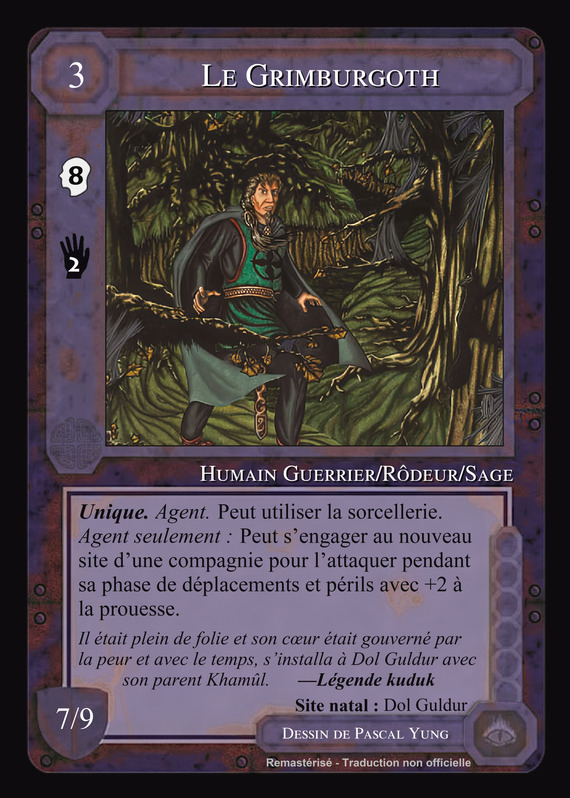 3
Le Grimburgoth
8
2
Humain Guerrier/Rôdeur/Sage
Unique. Agent. Peut utiliser la sorcellerie.
Agent seulement : Peut s’engager au nouveau
site d’une compagnie pour l’attaquer pendant
sa phase de déplacements et périls avec +2 à
la prouesse.
Il était plein de folie et son cœur était gouverné par
la peur et avec le temps, s’installa à Dol Guldur avec
son parent Khamûl. —Légende kuduk
Site natal : Dol Guldur
7/9
Dessin de Pascal Yung
Remastérisé - Traduction non officielle